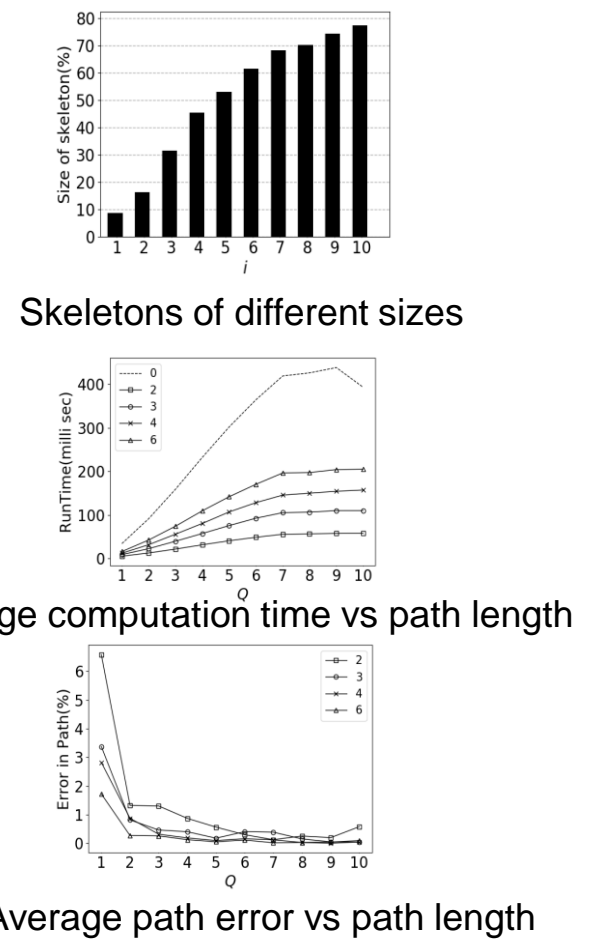 80
70
60
50
40
30
20
10
0
Size of skeleton(%)
1 2 3 4 5 6 7 8 9 10
i
Skeletons of different sizes
400
300
200
100
0
RunTime(milli sec)
0
2
3
4
6
1 2 3 4 5 6 7 8 9 10
Q
ge computation time vs path length
6
5
4
3
2
1
0
Error in Path(%)
2
3
4
6
1 2 3 4 5 6 7 8 9 10
Q
Average path error vs path length